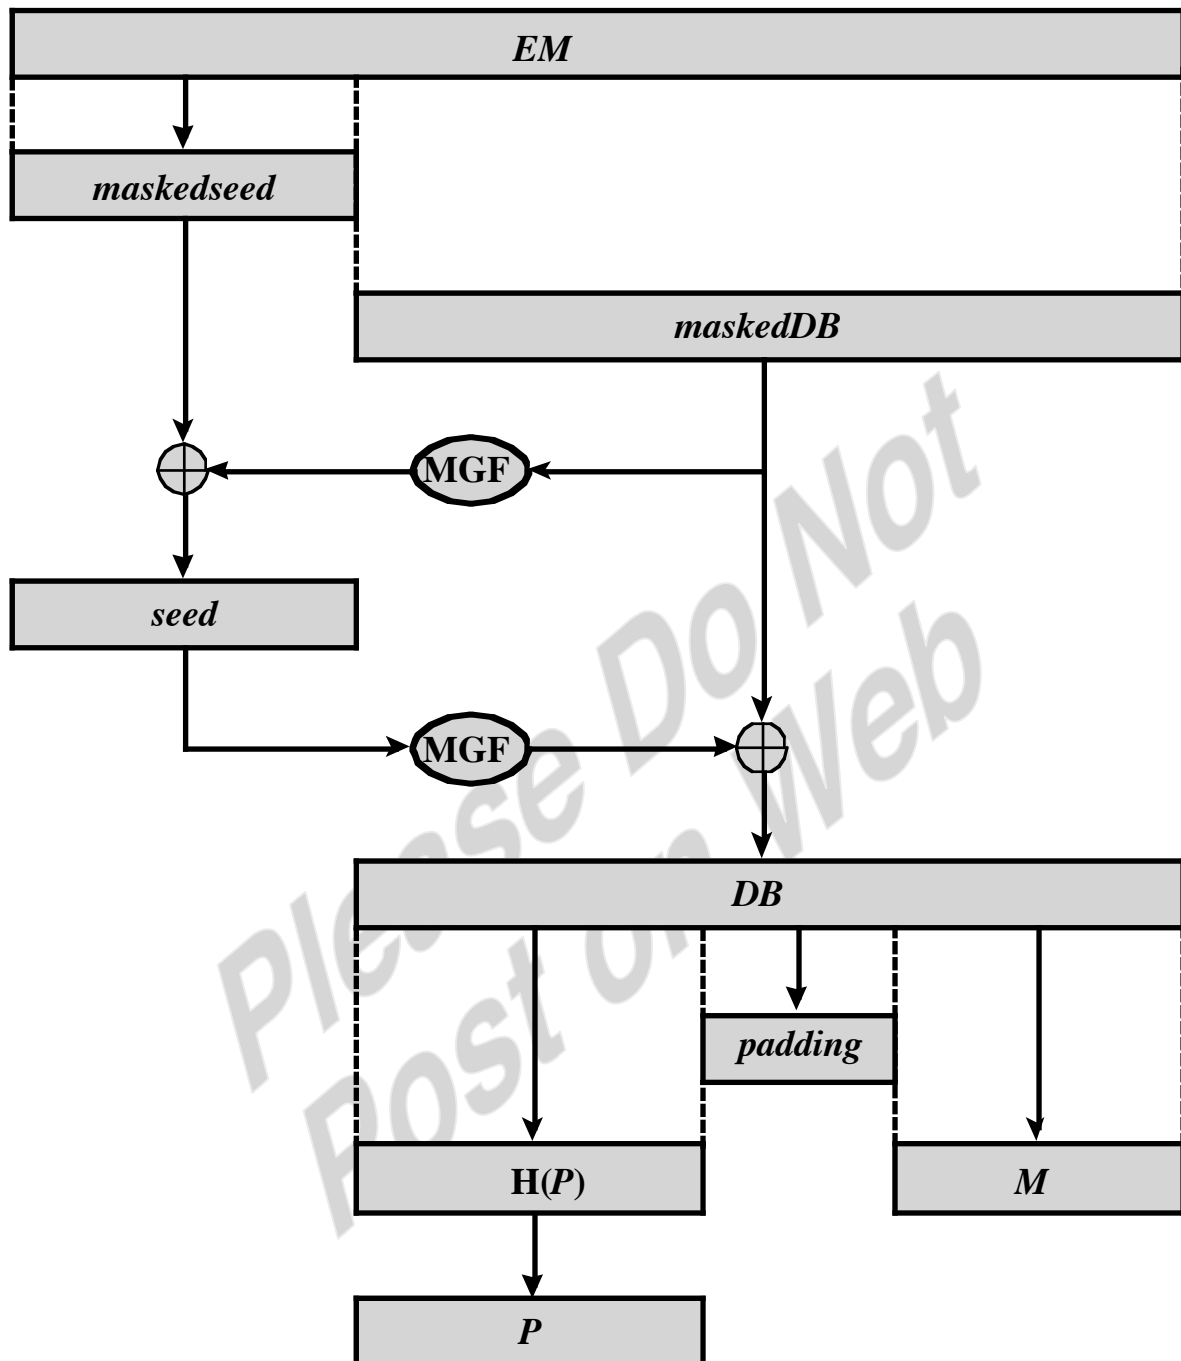 EM
maskedseed
maskedDB
MGF
seed
MGF
DB
padding
H(P)
M
P
Please Do Not
Post on Web